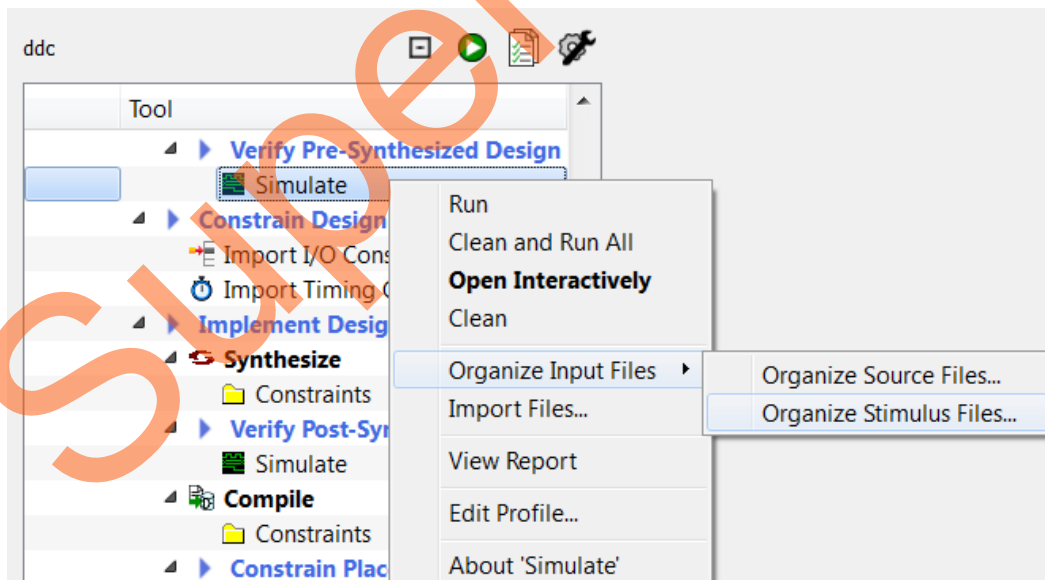 ddc
Tool
Verify Pre-Synthesized Design
Simulate
Constrain Design
Import I/O Cons
Import Timing
Implement Desig
Synthesize
Constraints
Verify Post-Syn
Simulate
Compile
Constraints
Constrain Plac
Run
Clean and Run All
Open Interactively
Clean
Organize Input Files
Import Files...
View Report
Edit Profile...
About 'Simulate'
Organize Source Files...
Organize Stimulus Files...
Super